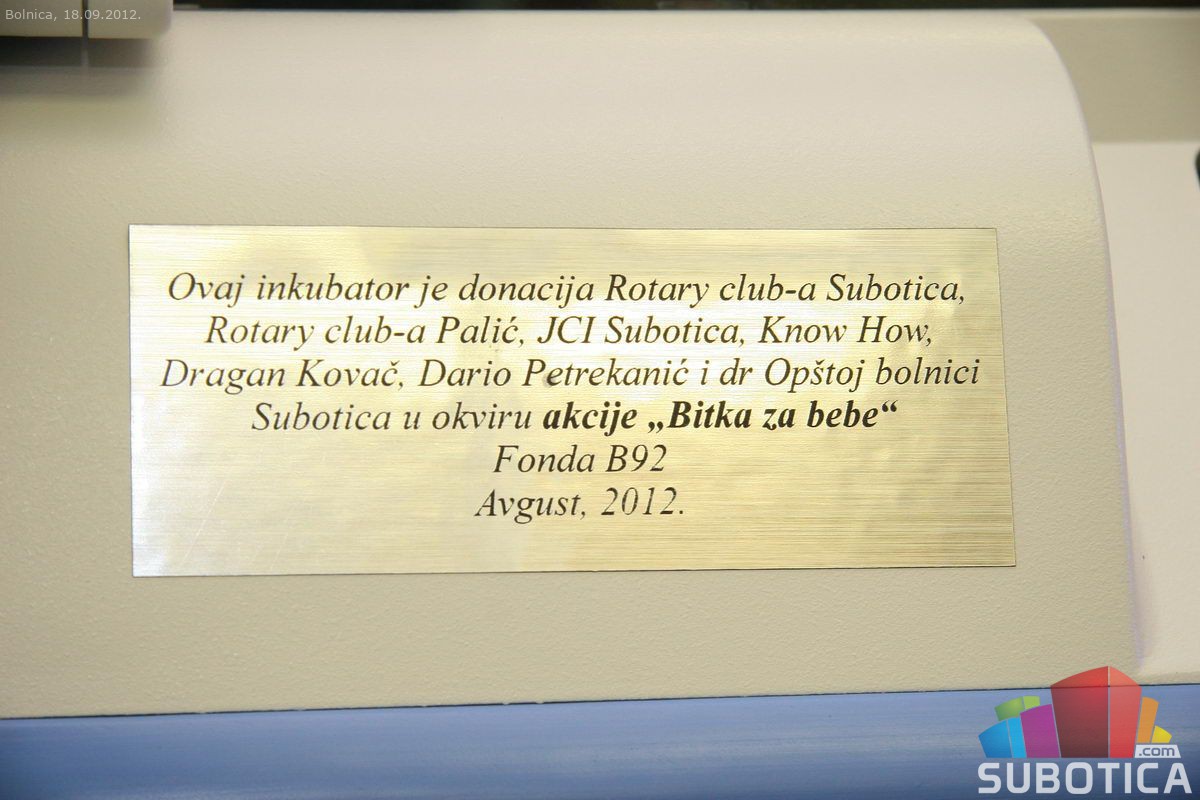 Bolnica, 18.09.2012.
Ovaj inkubator je donacija Rotary club-a Subotica,
Rotary club-a Palić, JCI Subotica, Know How,
Dragan Kovač, Dario Petrekanić i dr Opštoj bolnici
Subotica u okviru akcije „Bitka za bebe“
Fonda B92
Avgust, 2012.
.com
SUBOTICA